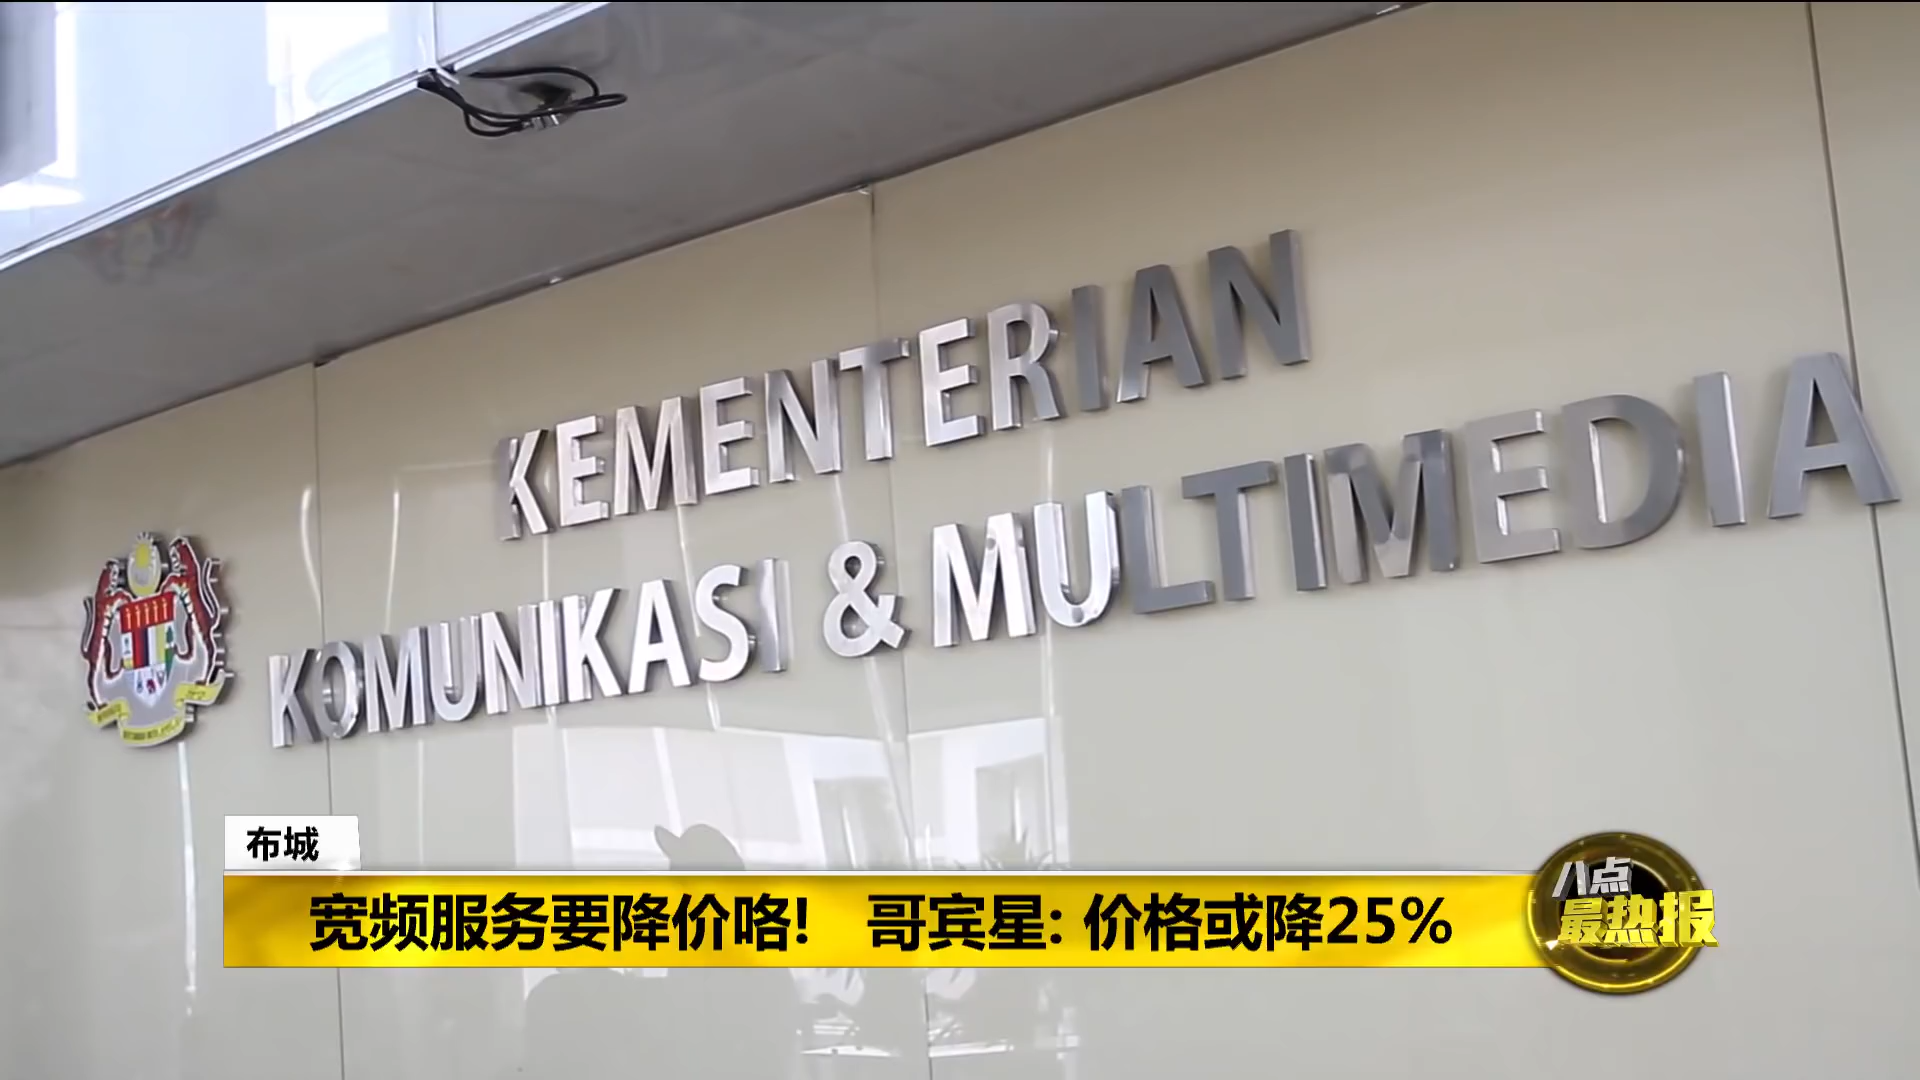 KEMENTERIAN
KOMUNIKASI & MULTIMEDIA
布城
宽频服务要降价咯! 哥宾星: 价格或降25%
八点
最热报